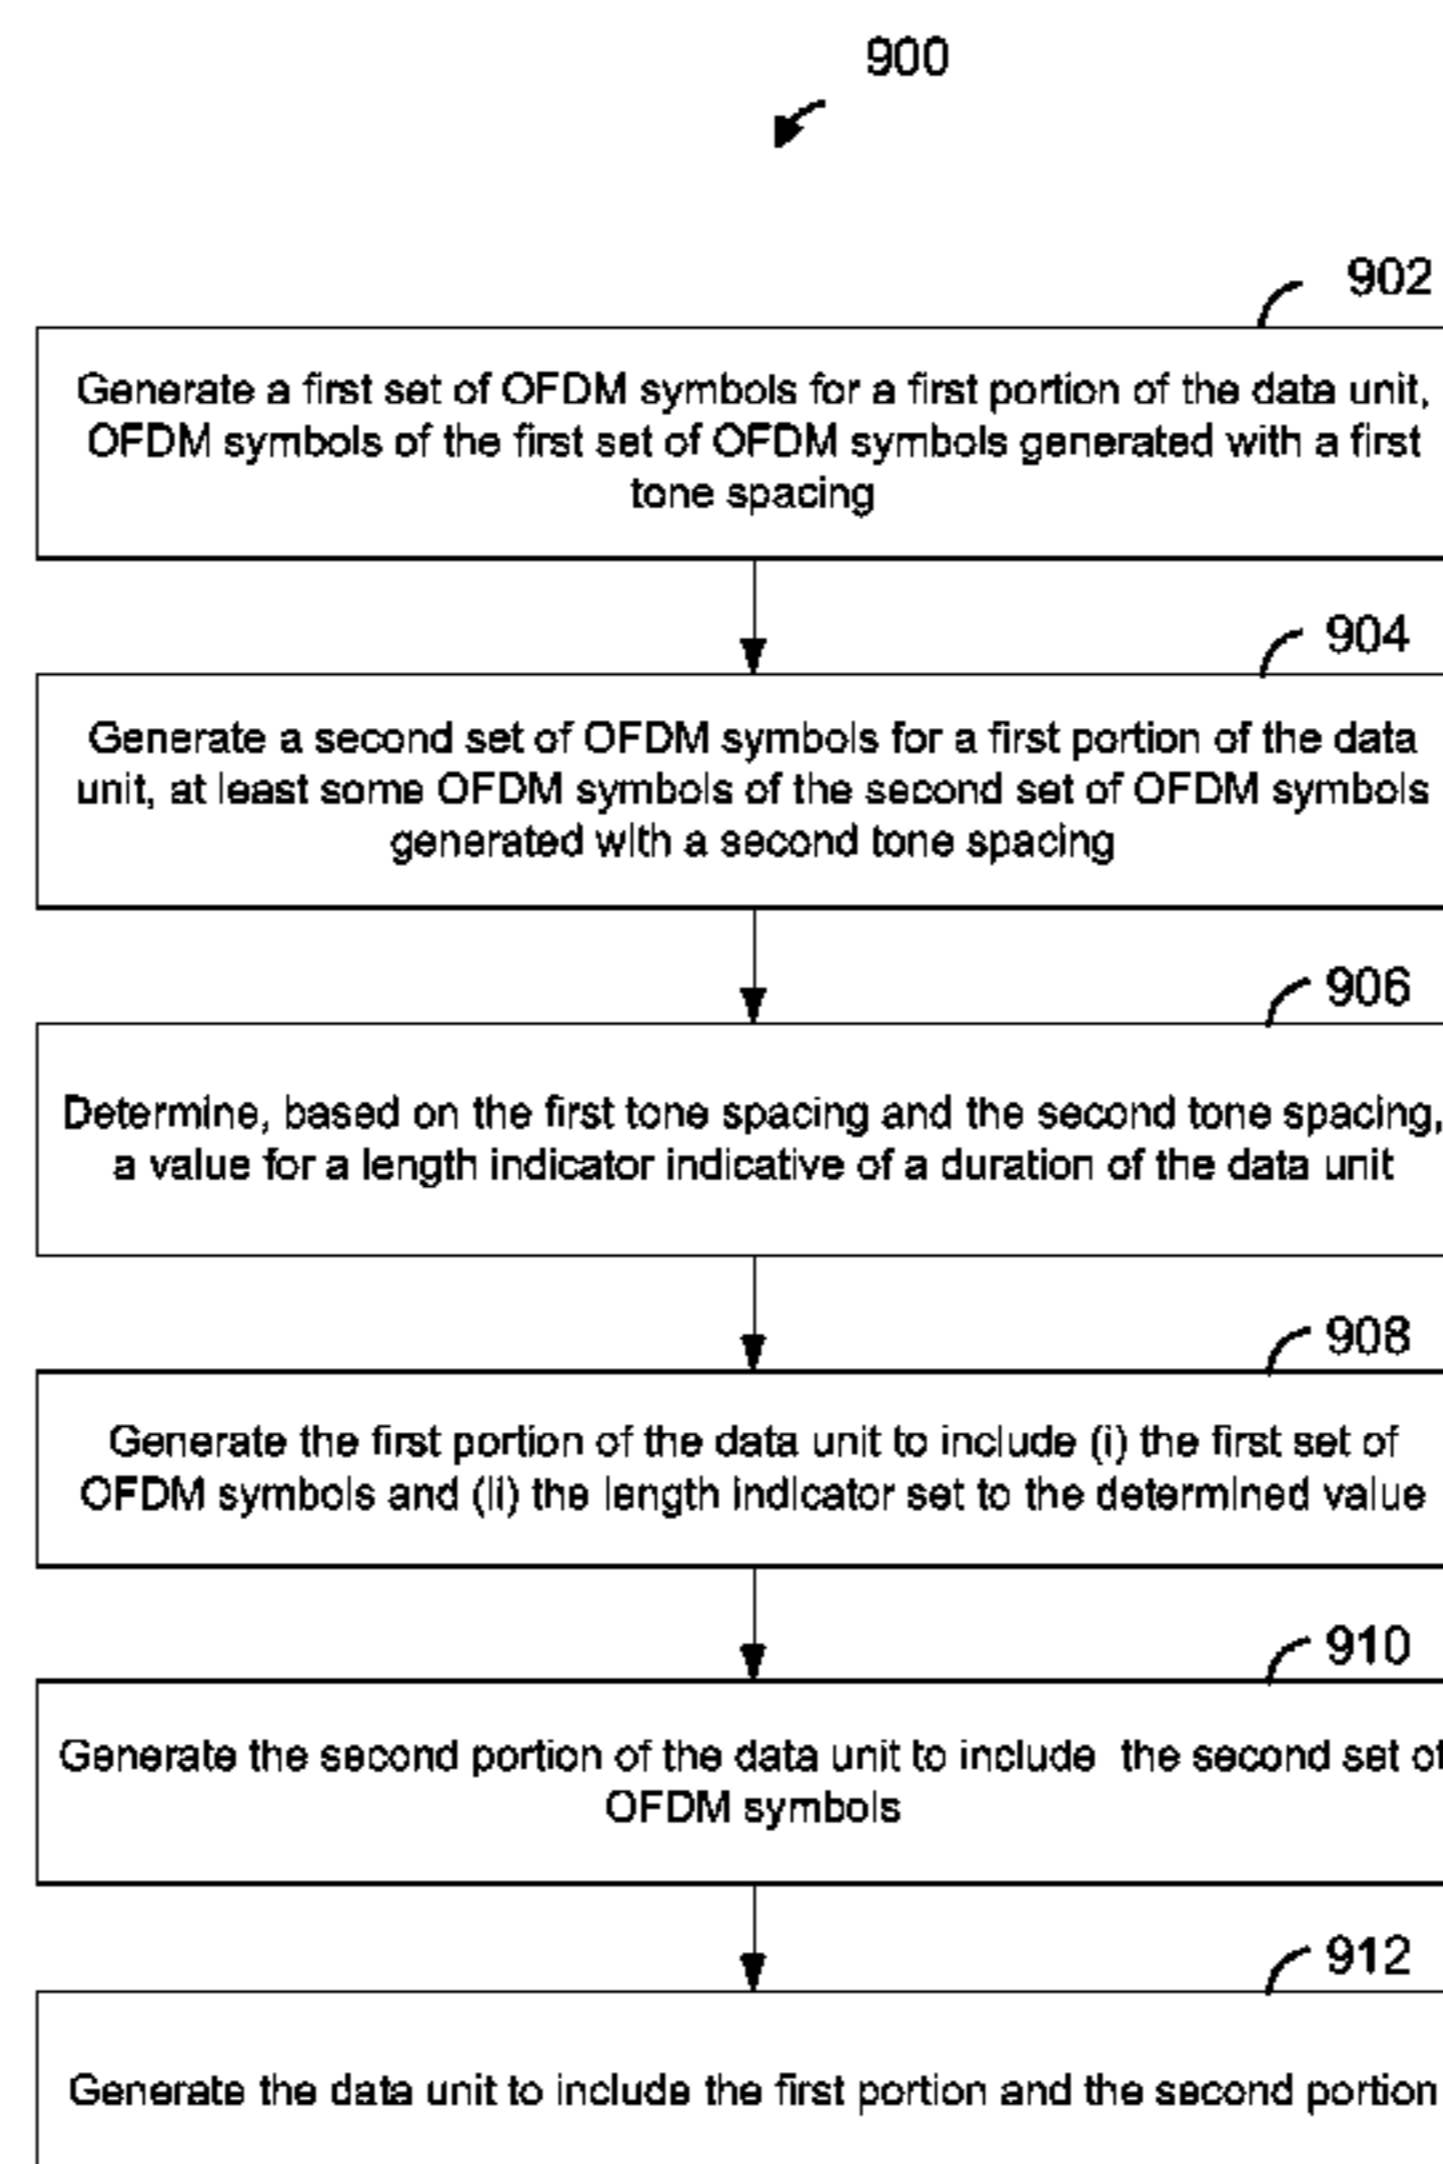 900
902
Generate a first set of OFDM symbols for a first portion of the data unit,
OFDM symbols of the first set of OFDM symbols generated with a first
tone spacing
904
Generate a second set of OFDM symbols for a first portion of the data
unit, at least some OFDM symbols of the second set of OFDM symbols
generated with a second tone spacing
906
Determine, based on the first tone spacing and the second tone spacing,
a value for a length indicator indicative of a duration of the data unit
908
Generate the first portion of the data unit to include (i) the first set of
OFDM symbols and (ii) the length indicator set to the determined value
910
Generate the second portion of the data unit to include the second set of
OFDM symbols
912
Generate the data unit to include the first portion and the second portion